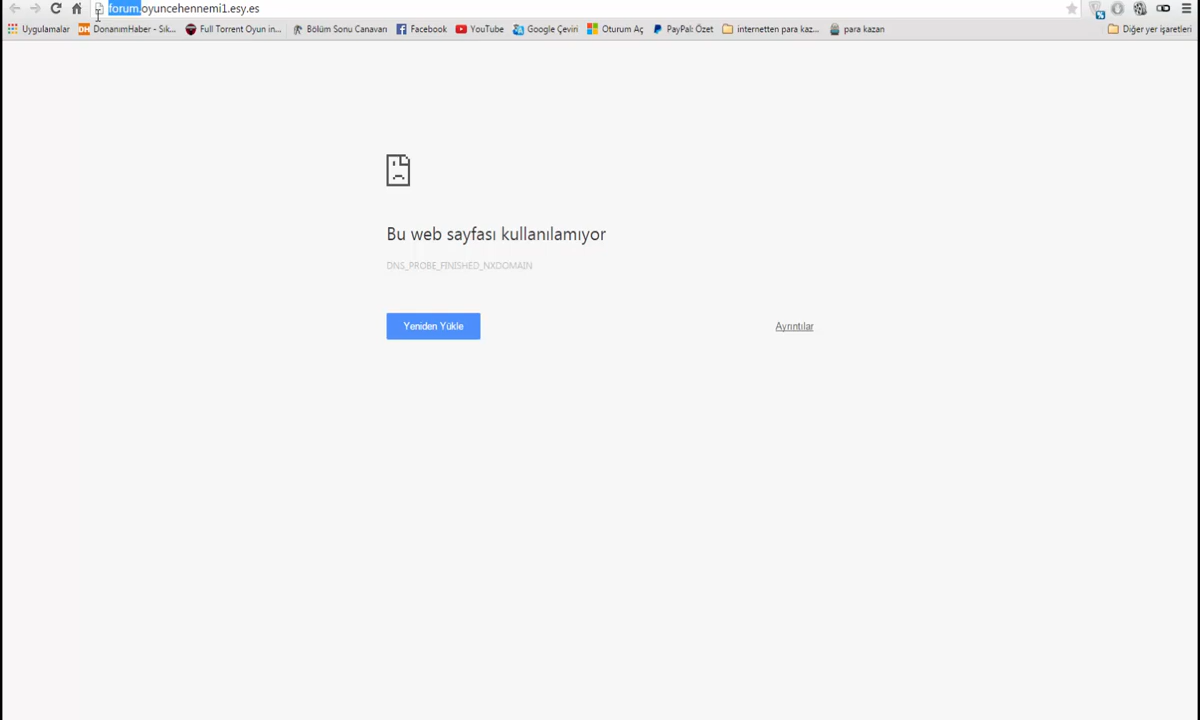 forum.oyuncehennemi1.esy.es
Uygulamalar DH DonanımHaber - Sık... Full Torrent Oyun in... Bölüm Sonu Canavarı Facebook YouTube Google Çeviri Oturum Aç PayPal: Özet internetten para kaz... para kazan Diğer yer işaretleri
Bu web sayfası kullanılamıyor
DNS_PROBE_FINISHED_NXDOMAIN
Yeniden Yükle Ayrıntılar